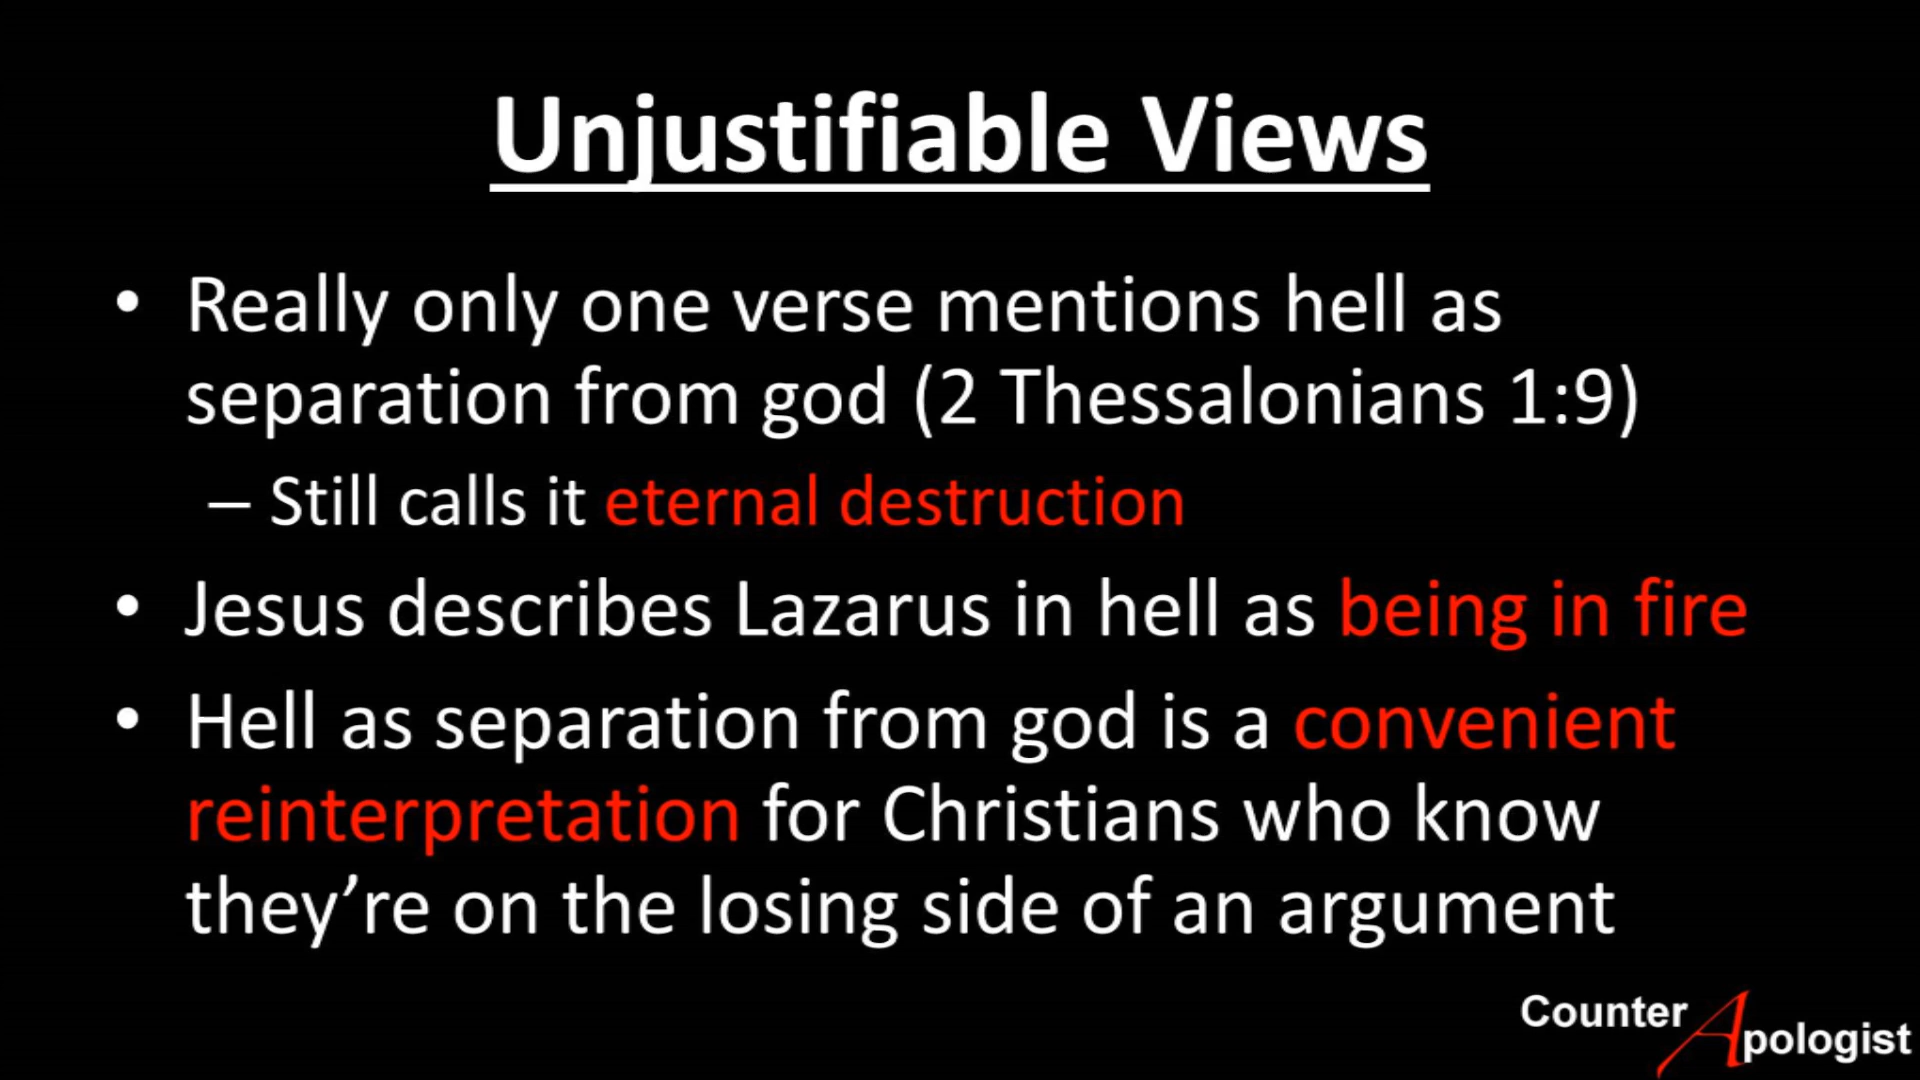 Unjustifiable Views
• Really only one verse mentions hell as
separation from god (2 Thessalonians 1:9)
– Still calls it eternal destruction
• Jesus describes Lazarus in hell as being in fire
• Hell as separation from god is a convenient
reinterpretation for Christians who know
they’re on the losing side of an argument
Counter
Apologist